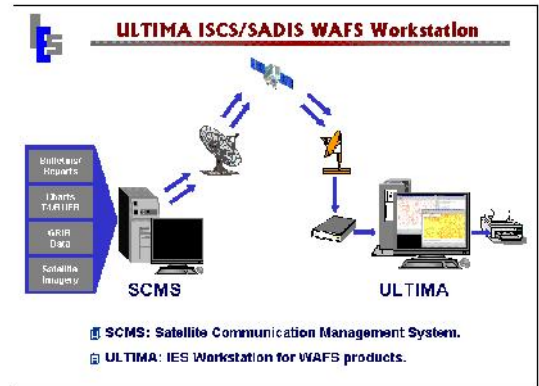 IES
ULTIMA ISCS/SADIS WAFS Workstation
Bulletins/
Reports
Charts
T4/BUFR
GRIB
Data
Satellite
Imagery
SCMS
ULTIMA
SCMS: Satellite Communication Management System.
ULTIMA: IES Workstation for WAFS products.